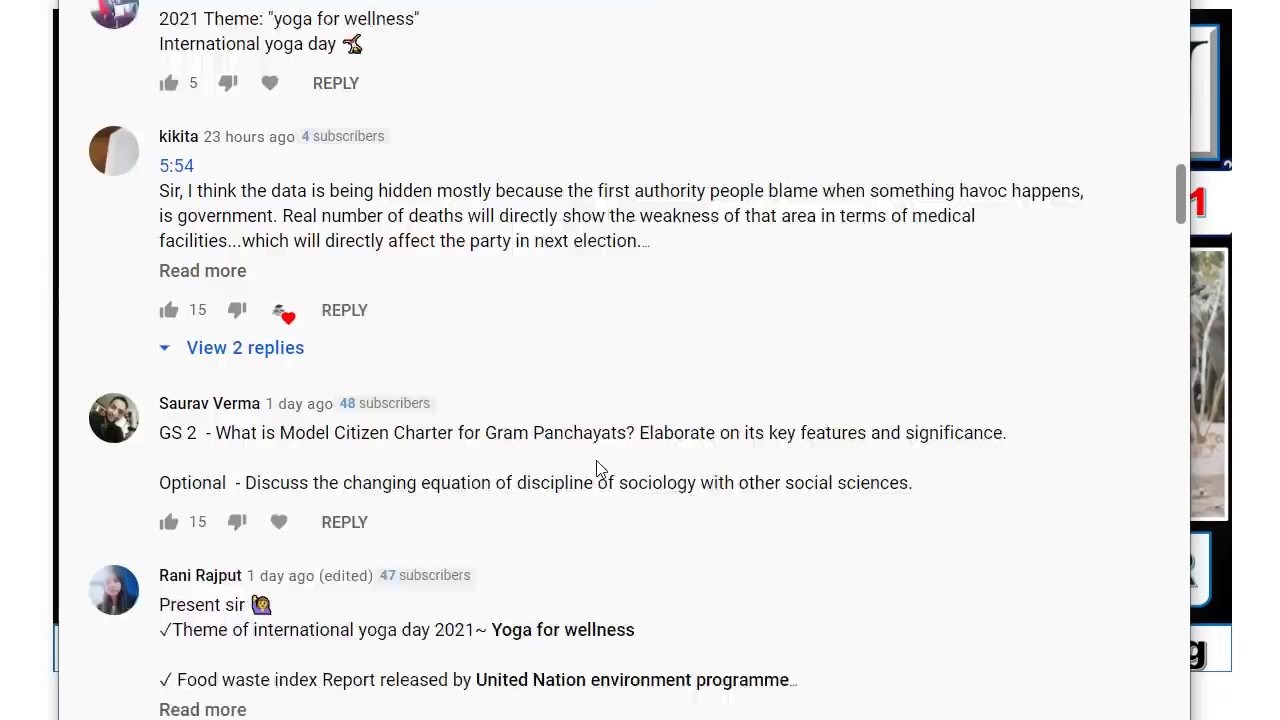 2021 Theme: "yoga for wellness"
International yoga day 🤸
5 REPLY
kikita 23 hours ago 4 subscribers
5:54
Sir, I think the data is being hidden mostly because the first authority people blame when something havoc happens,
is government. Real number of deaths will directly show the weakness of that area in terms of medical
facilities...which will directly affect the party in next election....
Read more
15 REPLY
View 2 replies
Saurav Verma 1 day ago 48 subscribers
GS 2 - What is Model Citizen Charter for Gram Panchayats? Elaborate on its key features and significance.
Optional - Discuss the changing equation of discipline of sociology with other social sciences.
15 REPLY
Rani Rajput 1 day ago (edited) 47 subscribers
Present sir 🙋
✓Theme of international yoga day 2021~ Yoga for wellness
✓ Food waste index Report released by United Nation environment programme...
Read more